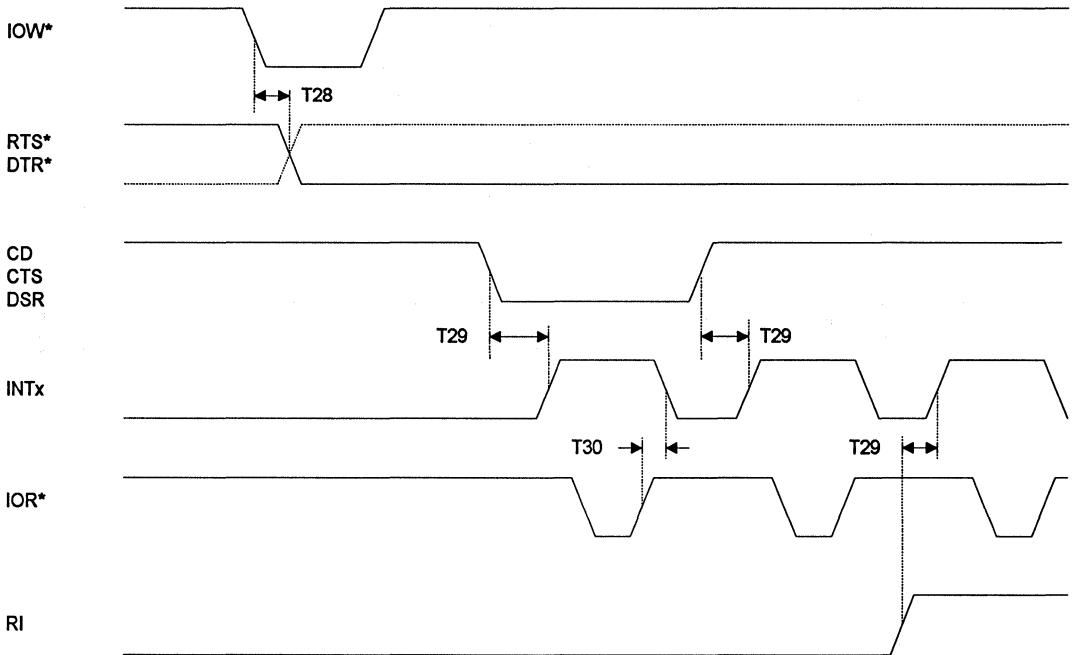 IOW*
T28
RTS*
DTR*
CD
CTS
DSR
T29
T29
INTx
T30
T29
IOR*
RI